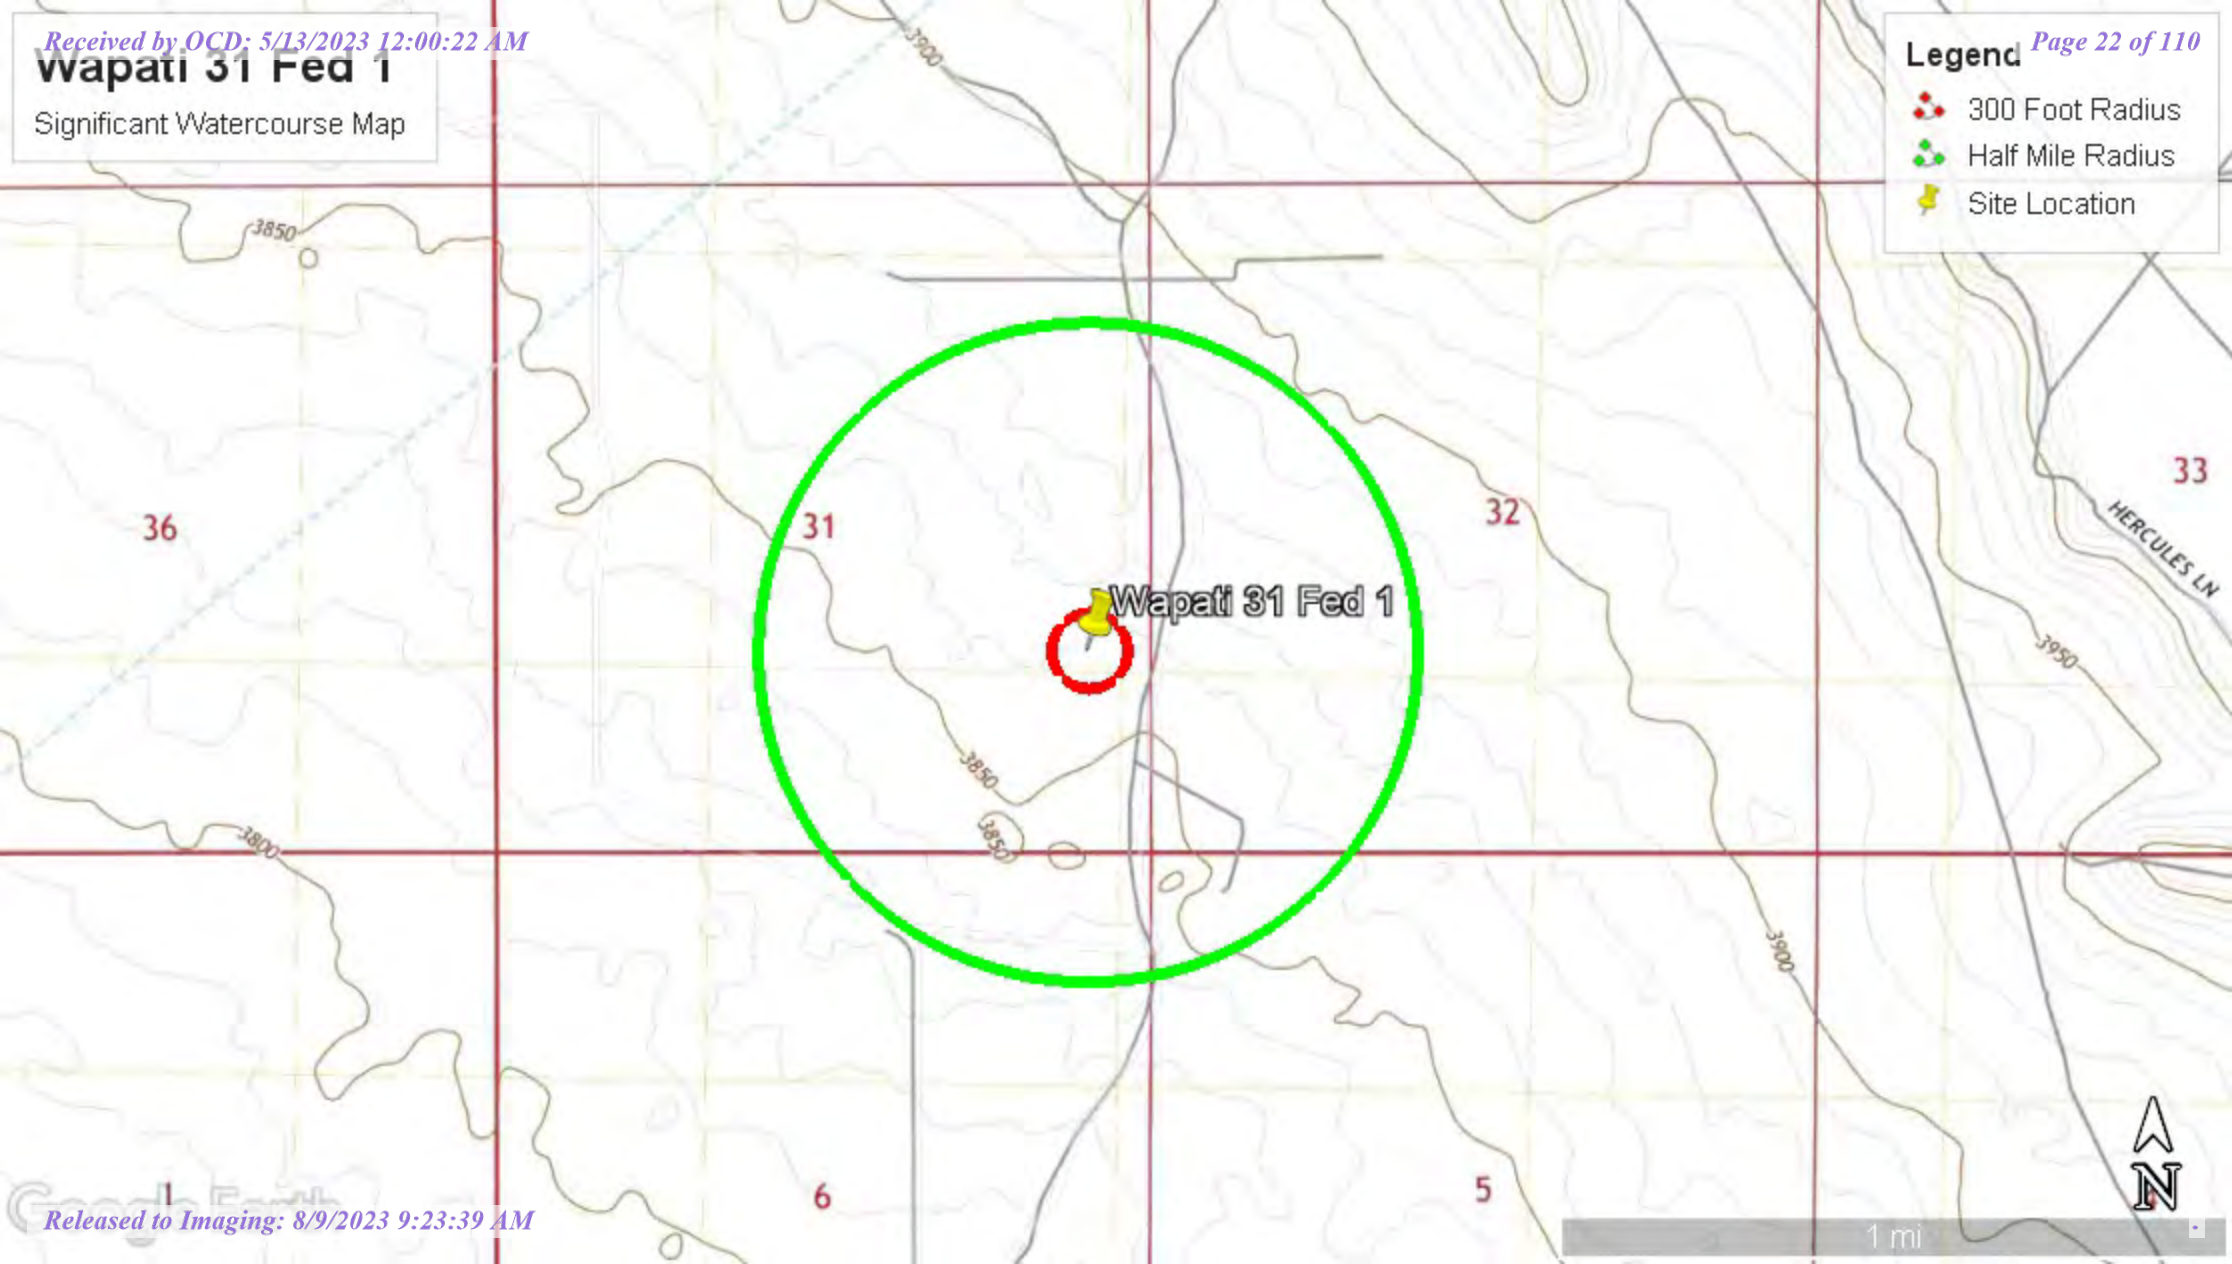 Received by OCD: 5/13/2023 12:00:22 AM
Page 22 of 110
Wapati 31 Fed 1
Significant Watercourse Map
Legend
300 Foot Radius
Half Mile Radius
Site Location
3900
3850
36
31
32
33
HERCULES LN
Wapati 31 Fed 1
3950
3850
3850
3800
3900
1
6
5
N
Google Earth
Released to Imaging: 8/9/2023 9:23:39 AM
1 mi